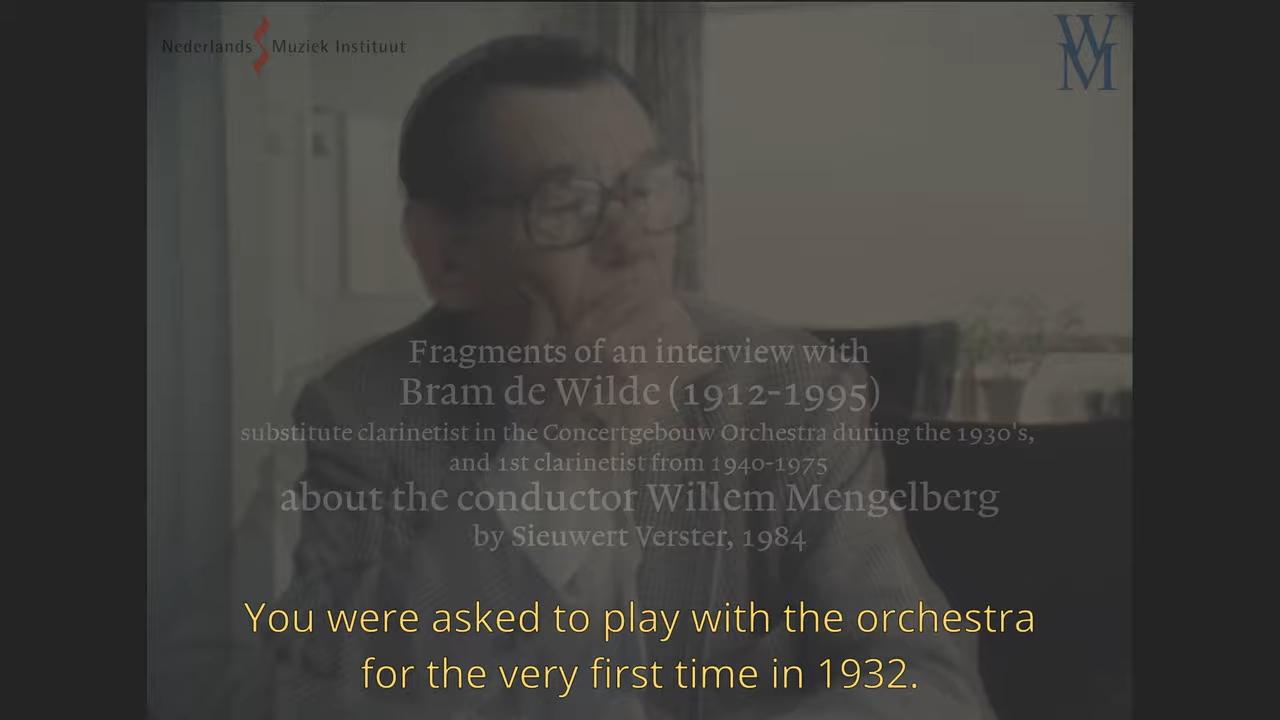 Nederlands Muziek Instituut
WM
Fragments of an interview with
Bram de Wilde (1912-1995)
substitute clarinetist in the Concertgebouw Orchestra during the 1930's,
and 1st clarinetist from 1940-1975
about the conductor Willem Mengelberg
by Sieuwert Verster, 1984
You were asked to play with the orchestra
for the very first time in 1932.